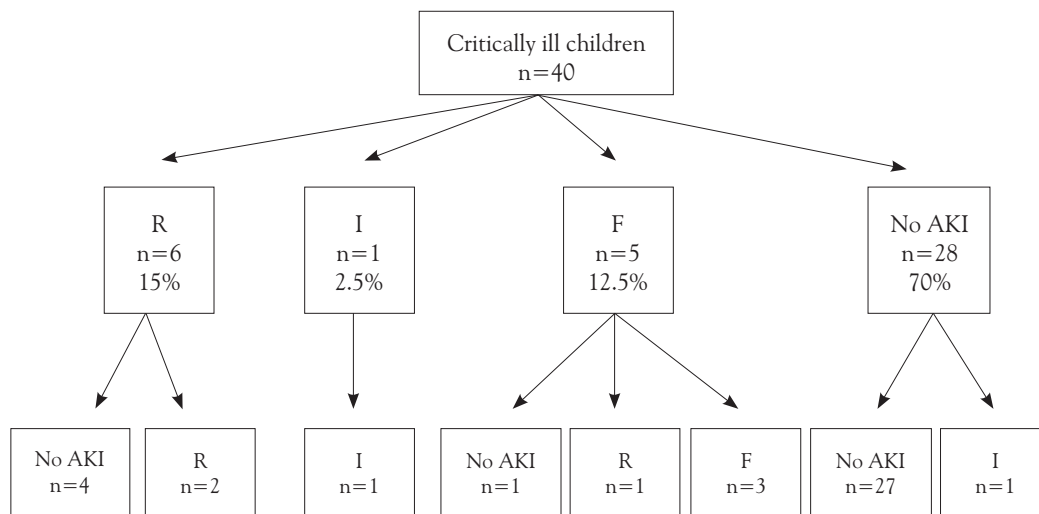 Critically ill children
n=40
R
n=6
15%
I
n=1
2.5%
F
n=5
12.5%
No AKI
n=28
70%
No AKI
n=4
R
n=2
I
n=1
No AKI
n=1
R
n=1
F
n=3
No AKI
n=27
I
n=1